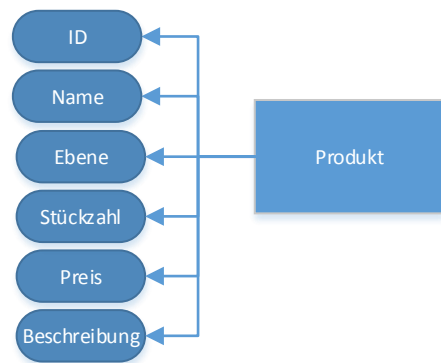 ID
Name
Ebene
Produkt
Stückzahl
Preis
Beschreibung